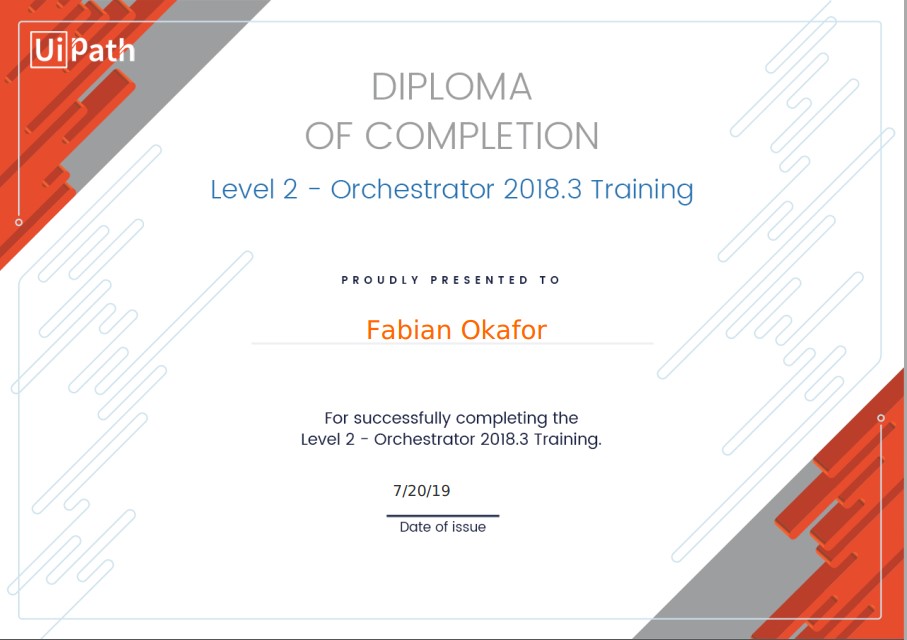 UiPath
DIPLOMA
OF COMPLETION
Level 2 - Orchestrator 2018.3 Training
PROUDLY PRESENTED TO
Fabian Okafor
For successfully completing the
Level 2 - Orchestrator 2018.3 Training.
7/20/19
Date of issue